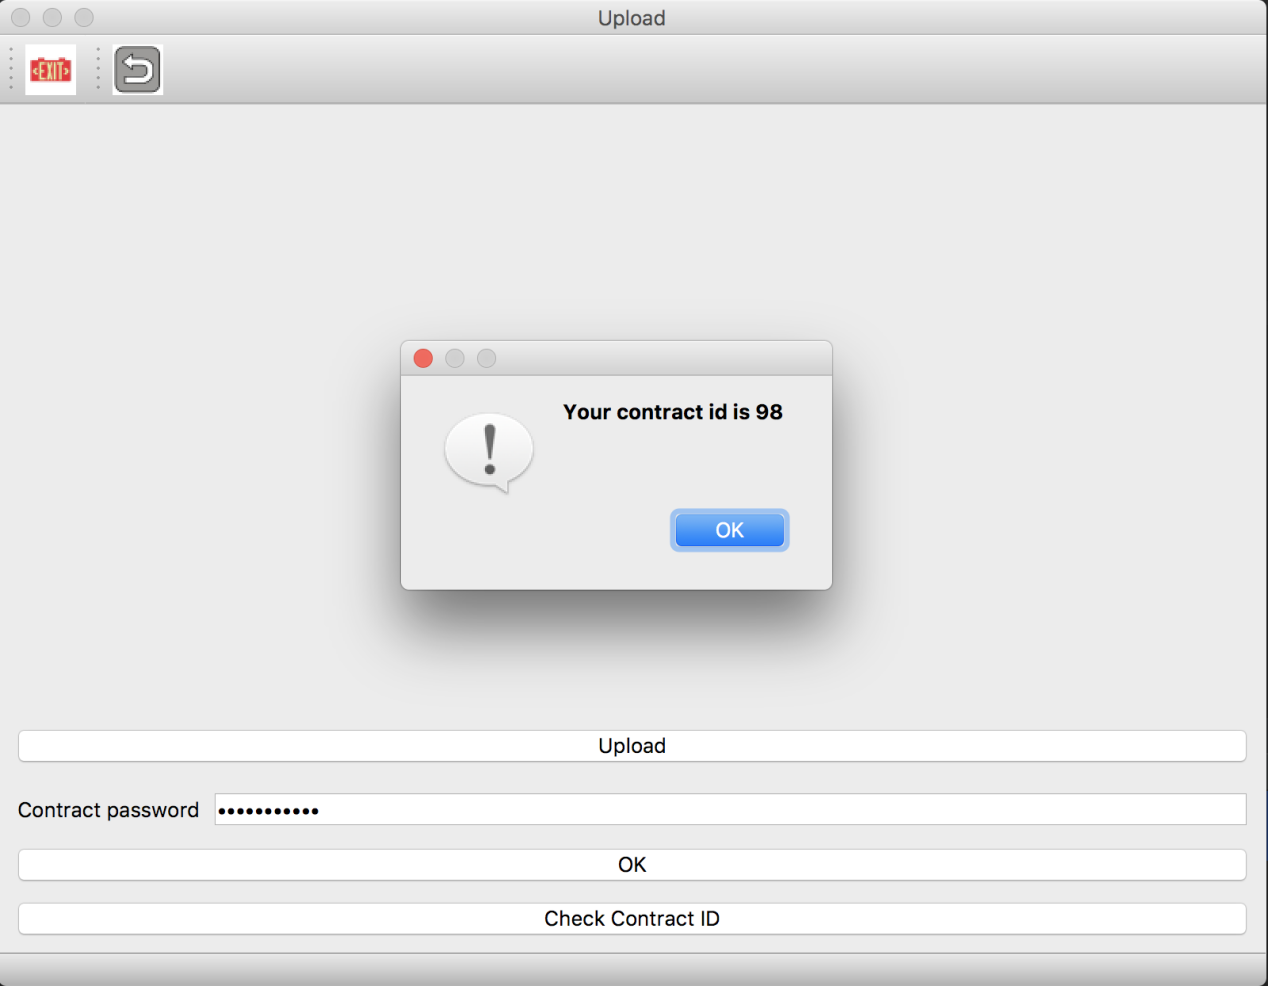 Upload
EXIT
Your contract id is 98
OK
Upload
Contract password •••••••••••
OK
Check Contract ID